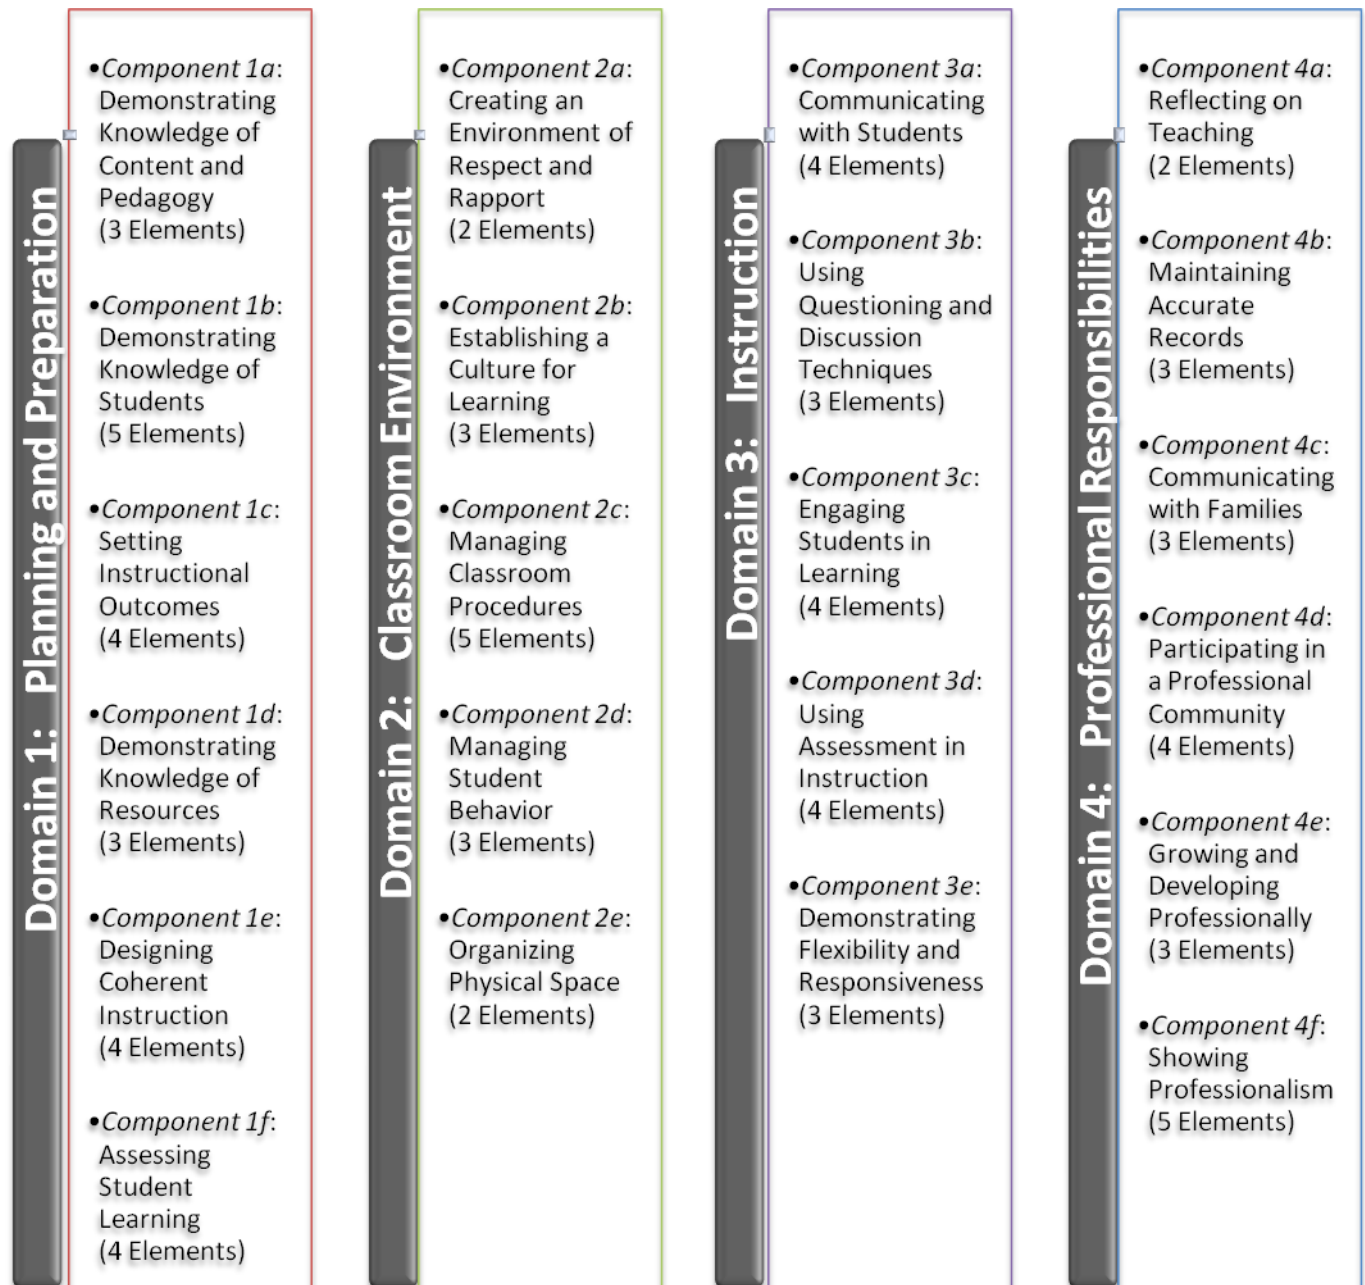 Domain 1: Planning and Preparation
•Component 1a:
Demonstrating
Knowledge of
Content and
Pedagogy
(3 Elements)
•Component 1b:
Demonstrating
Knowledge of
Students
(5 Elements)
•Component 1c:
Setting
Instructional
Outcomes
(4 Elements)
•Component 1d:
Demonstrating
Knowledge of
Resources
(3 Elements)
•Component 1e:
Designing
Coherent
Instruction
(4 Elements)
•Component 1f:
Assessing
Student
Learning
(4 Elements)
Domain 2: Classroom Environment
•Component 2a:
Creating an
Environment of
Respect and
Rapport
(2 Elements)
•Component 2b:
Establishing a
Culture for
Learning
(3 Elements)
•Component 2c:
Managing
Classroom
Procedures
(5 Elements)
•Component 2d:
Managing
Student
Behavior
(3 Elements)
•Component 2e:
Organizing
Physical Space
(2 Elements)
Domain 3: Instruction
•Component 3a:
Communicating
with Students
(4 Elements)
•Component 3b:
Using
Questioning and
Discussion
Techniques
(3 Elements)
•Component 3c:
Engaging
Students in
Learning
(4 Elements)
•Component 3d:
Using
Assessment in
Instruction
(4 Elements)
•Component 3e:
Demonstrating
Flexibility and
Responsiveness
(3 Elements)
Domain 4: Professional Responsibilities
•Component 4a:
Reflecting on
Teaching
(2 Elements)
•Component 4b:
Maintaining
Accurate
Records
(3 Elements)
•Component 4c:
Communicating
with Families
(3 Elements)
•Component 4d:
Participating in
a Professional
Community
(4 Elements)
•Component 4e:
Growing and
Developing
Professionally
(3 Elements)
•Component 4f:
Showing
Professionalism
(5 Elements)